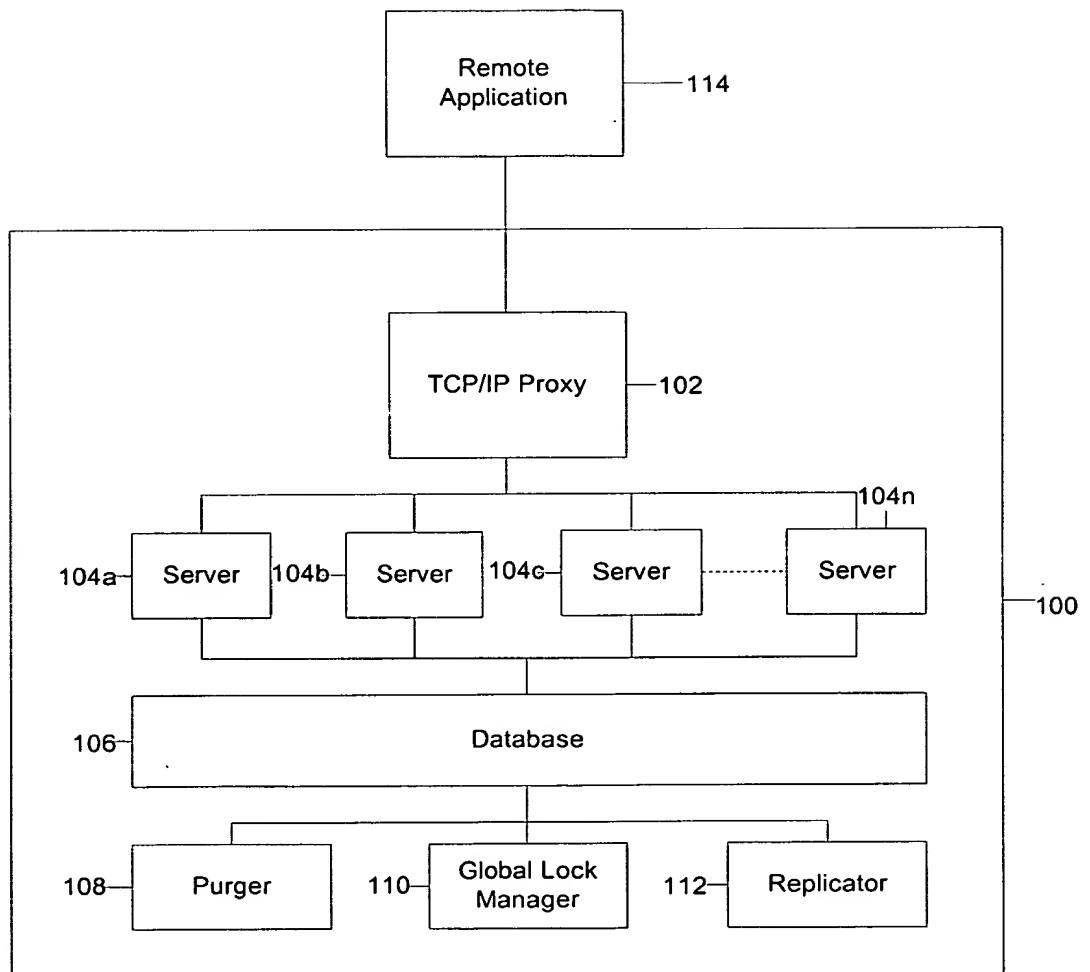 Remote
Application
114
TCP/IP Proxy
102
104n
104a
Server
104b
Server
104c
Server
Server
100
106
Database
108
Purger
110
Global Lock
Manager
112
Replicator